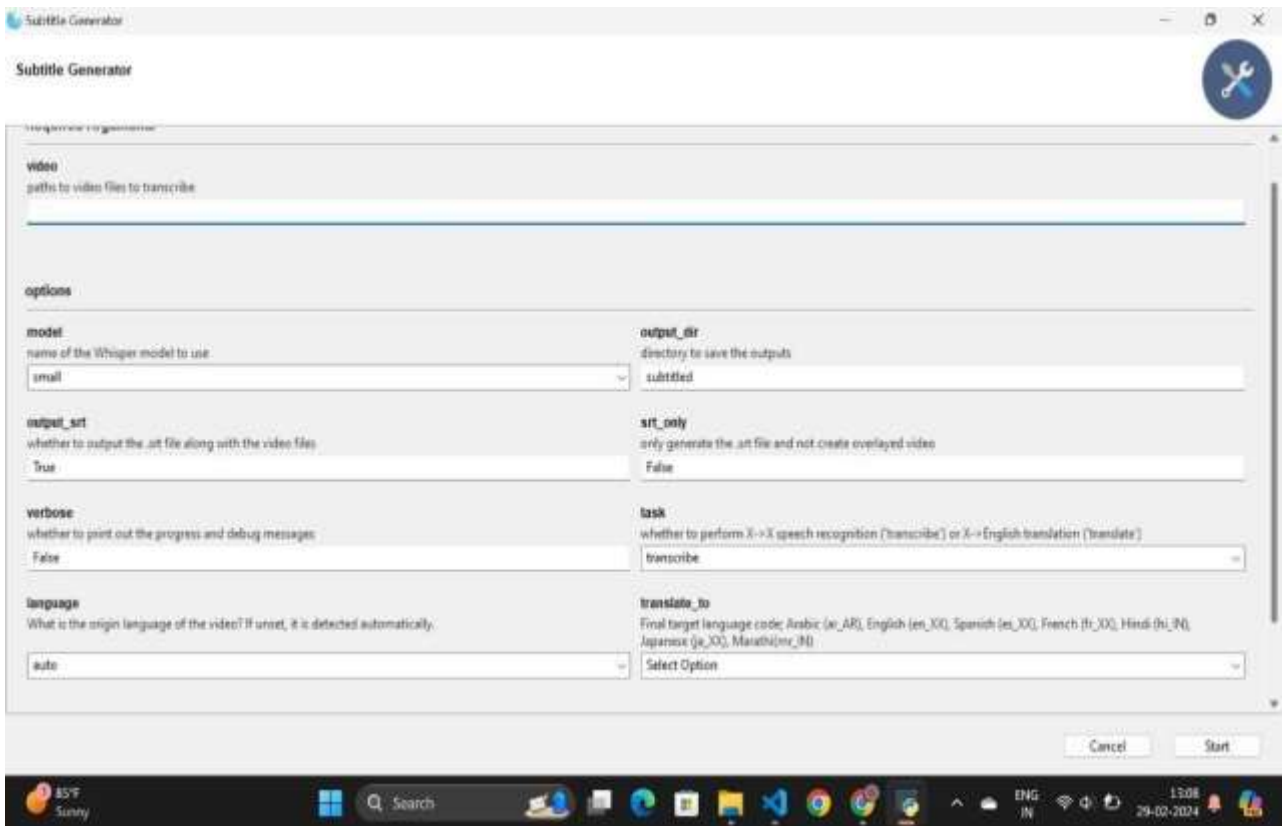 Subtitle Generator
Subtitle Generator
Required Arguments
video
paths to video files to transcribe
options
model
name of the Whisper model to use
small
output_dir
directory to save the outputs
subtitled
output_srt
whether to output the .srt file along with the video files
True
srt_only
only generate the .srt file and not create overlayed video
False
verbose
whether to print out the progress and debug messages
False
task
whether to perform X->X speech recognition ('transcribe') or X->English translation ('translate')
transcribe
language
What is the origin language of the video? If unset, it is detected automatically.
auto
translate_to
Final target language code; Arabic (ar_AR), English (en_XX), Spanish (es_XX), French (fr_XX), Hindi (hi_IN),
Japanese (ja_XX), Marathi(mr_IN)
Select Option
Cancel
Start
1
85°F
Sunny
Search
ENG
IN
13:08
29-02-2024